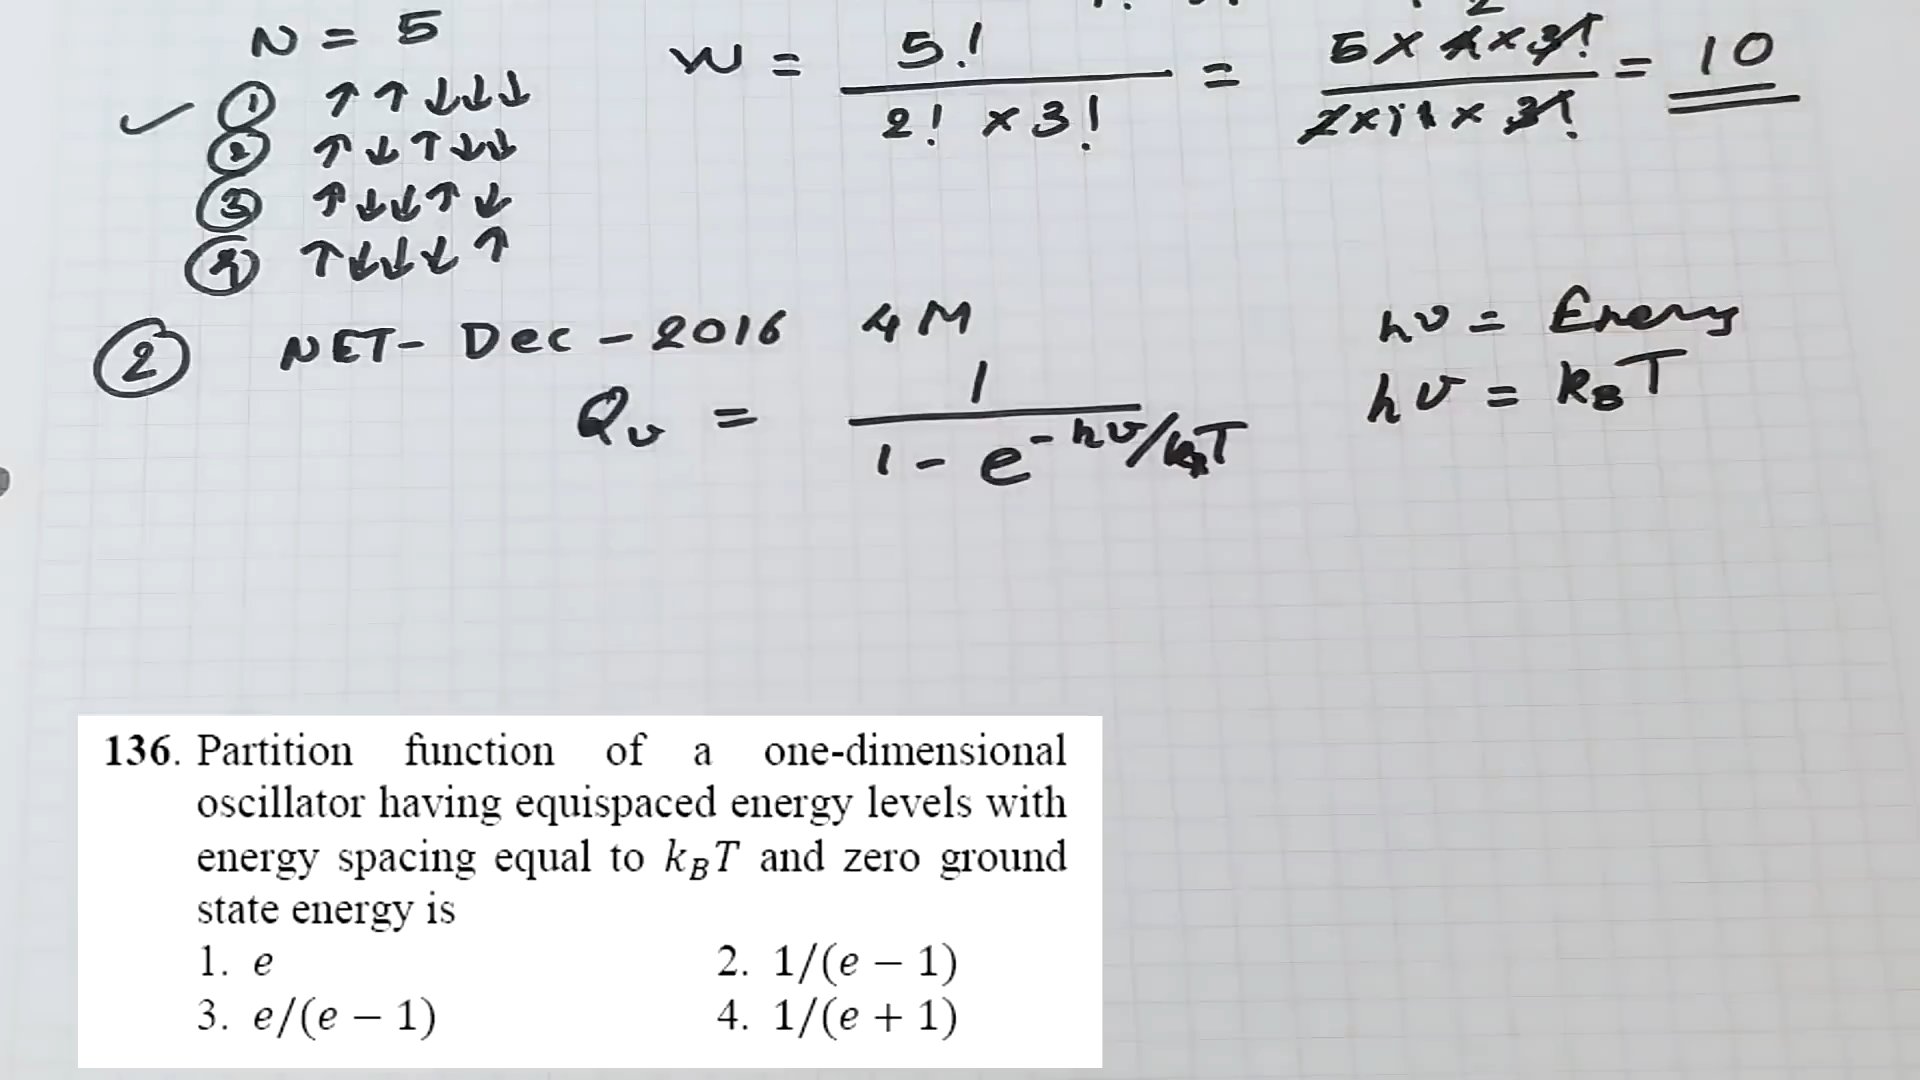 N = 5
① ↑↑↓↓↓
② ↑↓↑↓↓
③ ↑↓↓↑↓
④ ↑↓↓↓↑
W = 5! / 2! × 3! = 5 × 4 × 3! / 2 × 1 × 3! = 10
② NET- Dec - 2016 4M
Qv = 1 / 1 - e^-hν/kBT
hν = Energy
hν = kBT
136. Partition function of a one-dimensional
oscillator having equispaced energy levels with
energy spacing equal to kBT and zero ground
state energy is
1. e 2. 1/(e − 1)
3. e/(e − 1) 4. 1/(e + 1)